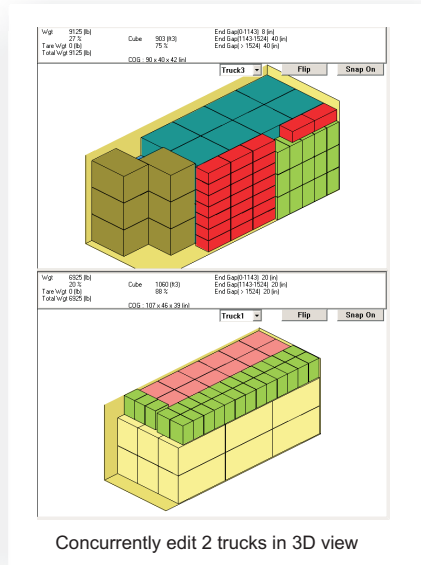 Wgt 9125 (lb) End Gap(0-1143) 8 (in)
27 % Cube 903 (ft3) End Gap(1143-1524) 40 (in)
Tare Wgt 0 (lb) 75 % End Gap( > 1524) 40 (in)
Total Wgt 9125 (lb)
COG : 90 x 40 x 42 (in)
Truck3 Flip Snap On
Wgt 6925 (lb) End Gap(0-1143) 20 (in)
20 % Cube 1060 (ft3) End Gap(1143-1524) 20 (in)
Tare Wgt 0 (lb) 88 % End Gap( > 1524) 20 (in)
Total Wgt 6925 (lb)
COG : 107 x 46 x 39 (in)
Truck1 Flip Snap On
Concurrently edit 2 trucks in 3D view